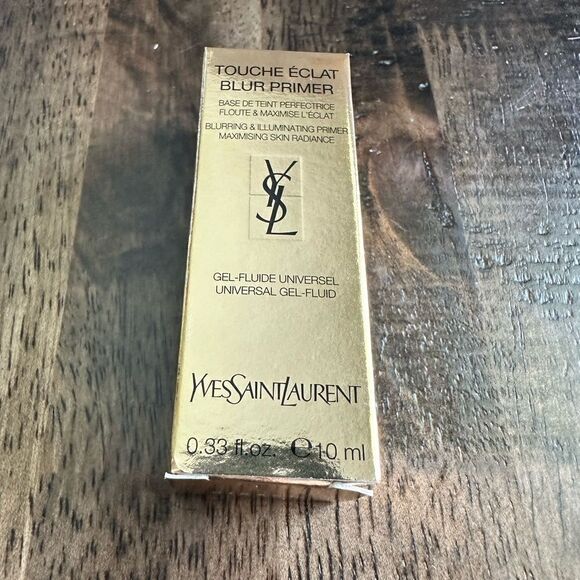 TOUCHE ÉCLAT
BLUR PRIMER
BASE DE TEINT PERFECTRICE
FLOUTE & MAXIMISE L'ÉCLAT
BLURRING & ILLUMINATING PRIMER
MAXIMISING SKIN RADIANCE
YSL
GEL-FLUIDE UNIVERSEL
UNIVERSAL GEL-FLUID
YVESSAINTLAURENT
0.33 fl.oz. ℮10 ml